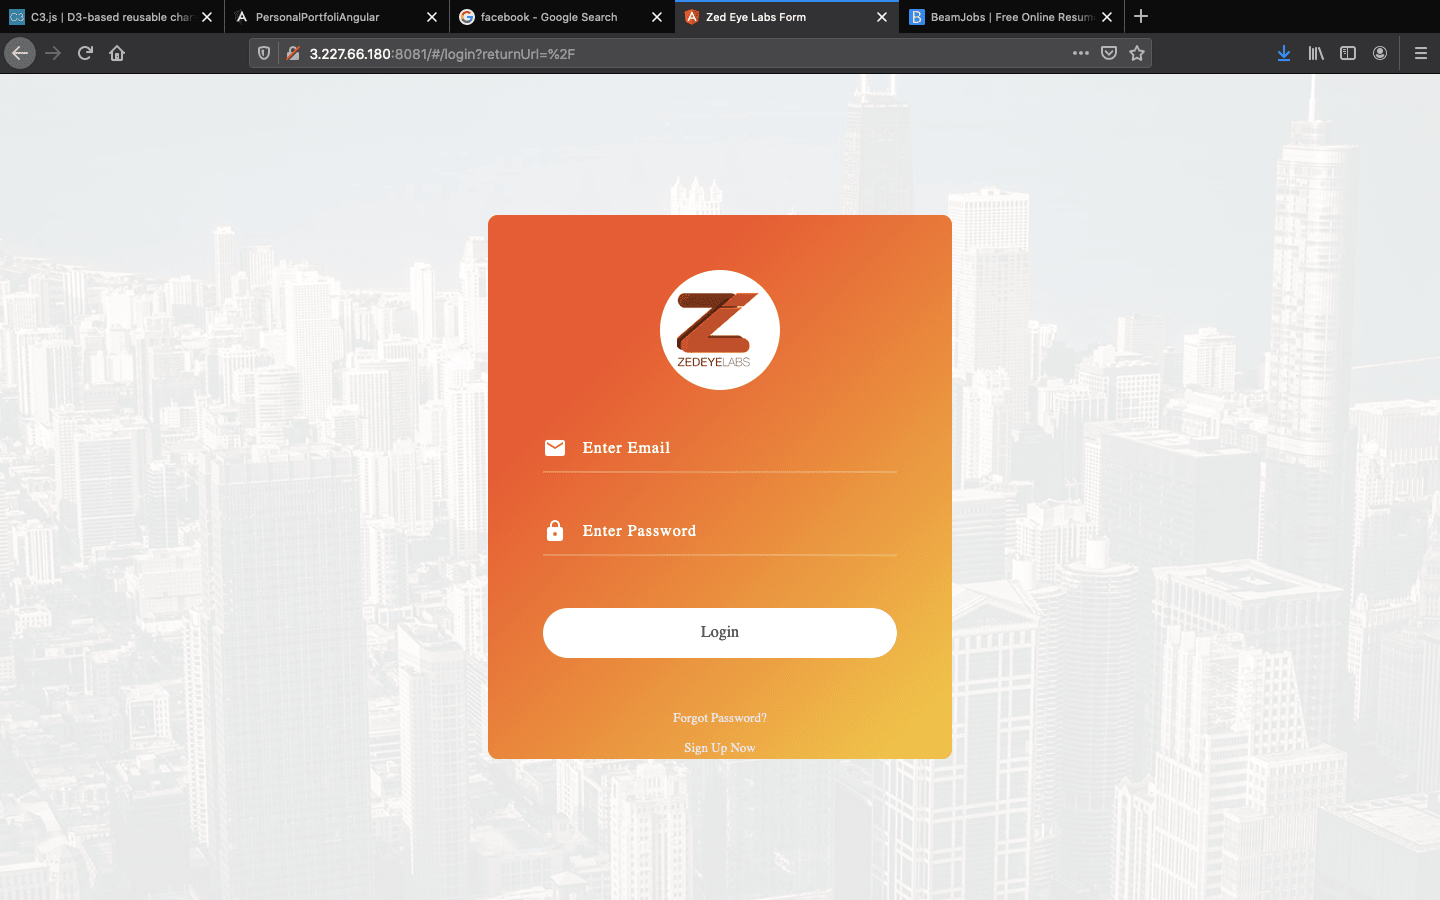 C3.js | D3-based reusable char
PersonalPortfoliAngular
facebook - Google Search
Zed Eye Labs Form
BeamJobs | Free Online Resum
3.227.66.180:8081/#/login?returnUrl=%2F
ZEDEYELABS
Enter Email
Enter Password
Login
Forgot Password?
Sign Up Now